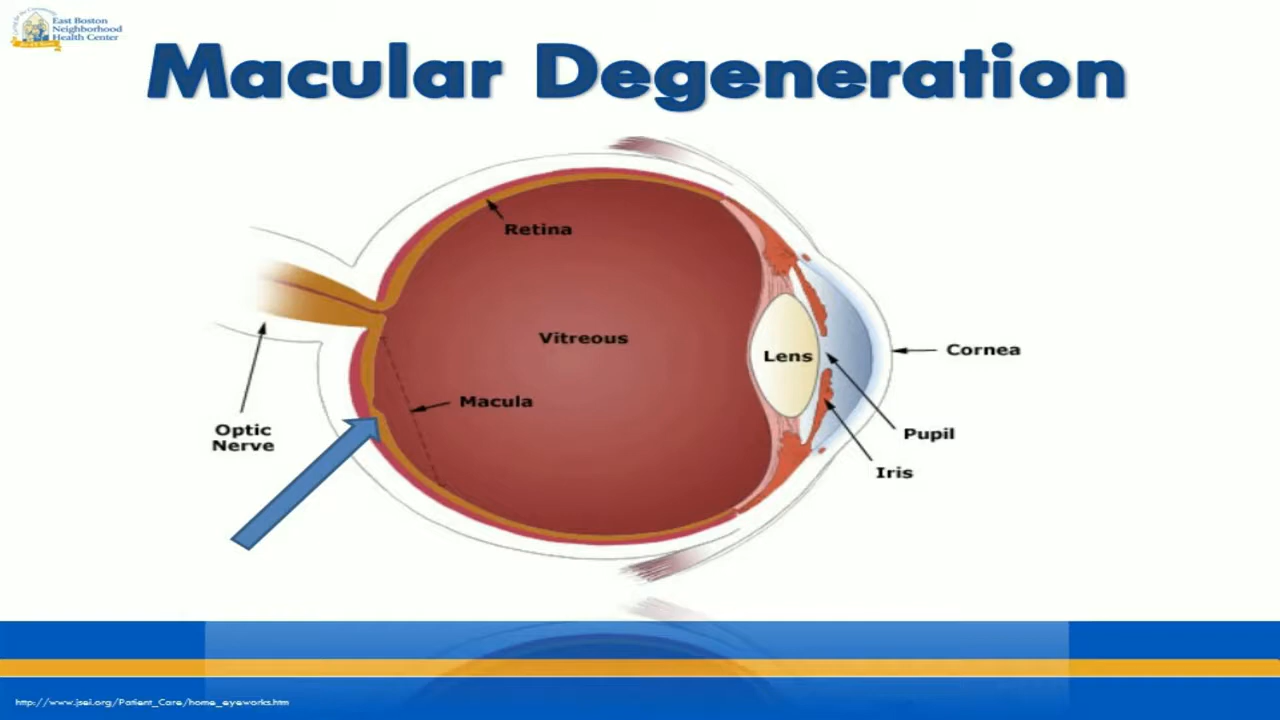 East Boston
Neighborhood
Health Center
Macular Degeneration
Retina
Vitreous
Lens
Cornea
Macula
Optic
Nerve
Pupil
Iris
http://www.jsei.org/Patient_Care/home_eyeworks.htm